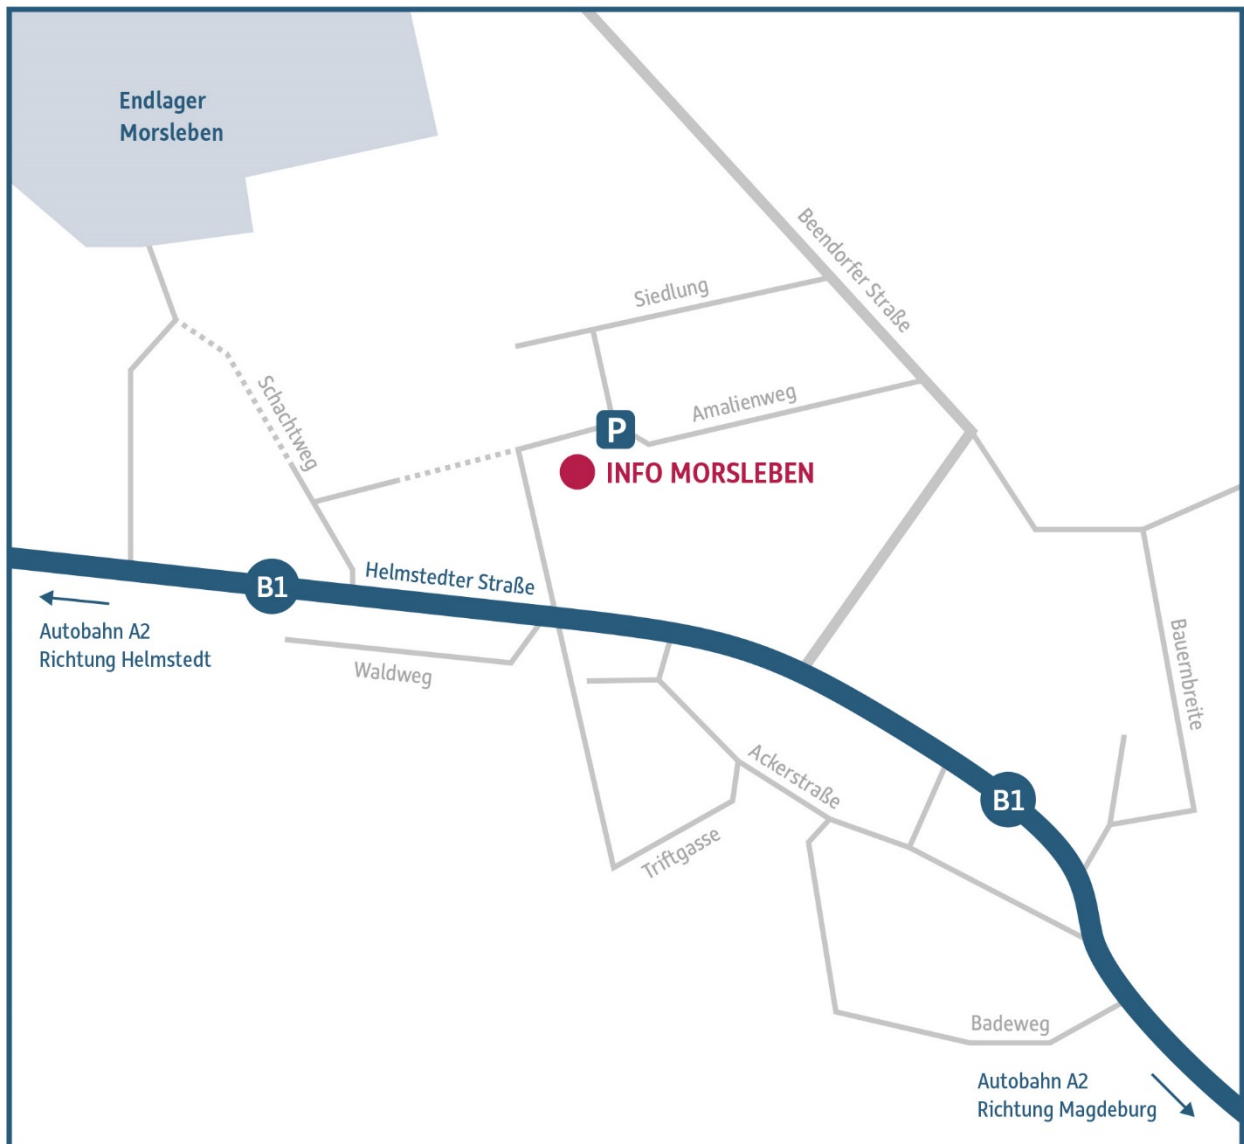 Endlager
Morsleben
Beendorfer Straße
Siedlung
Schachtweg
Amalienweg
P
INFO MORSLEBEN
B1
Helmstedter Straße
Autobahn A2
Richtung Helmstedt
Waldweg
Bauernbreite
Ackerstraße
B1
Triftgasse
Badeweg
Autobahn A2
Richtung Magdeburg